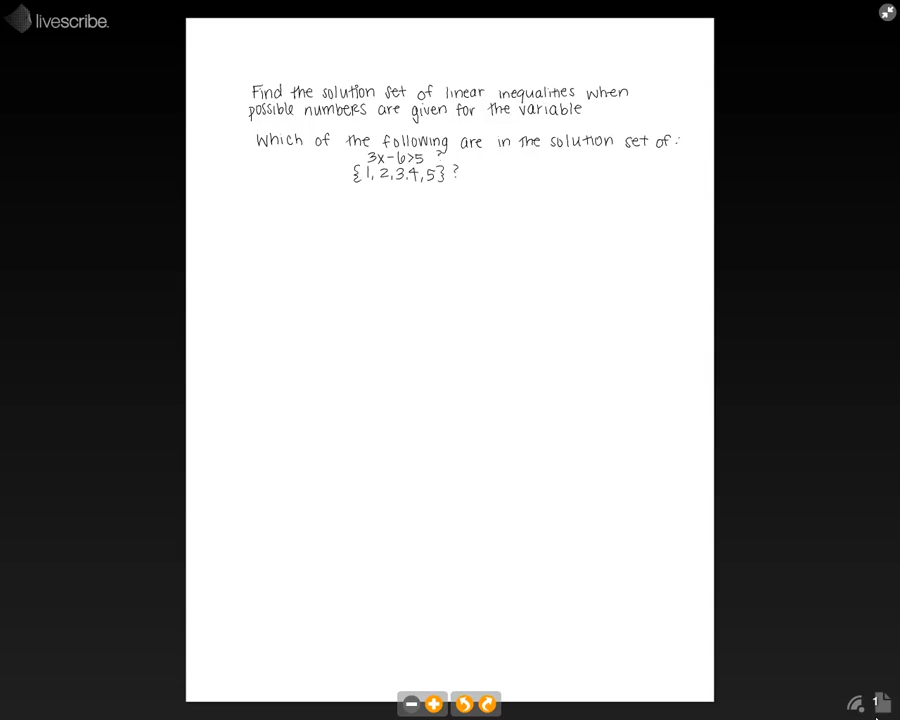 livescribe.
Find the solution set of linear inequalities when
possible numbers are given for the variable
Which of the following are in the solution set of:
3x-6>5 ?
{1, 2, 3, 4, 5} ?
1